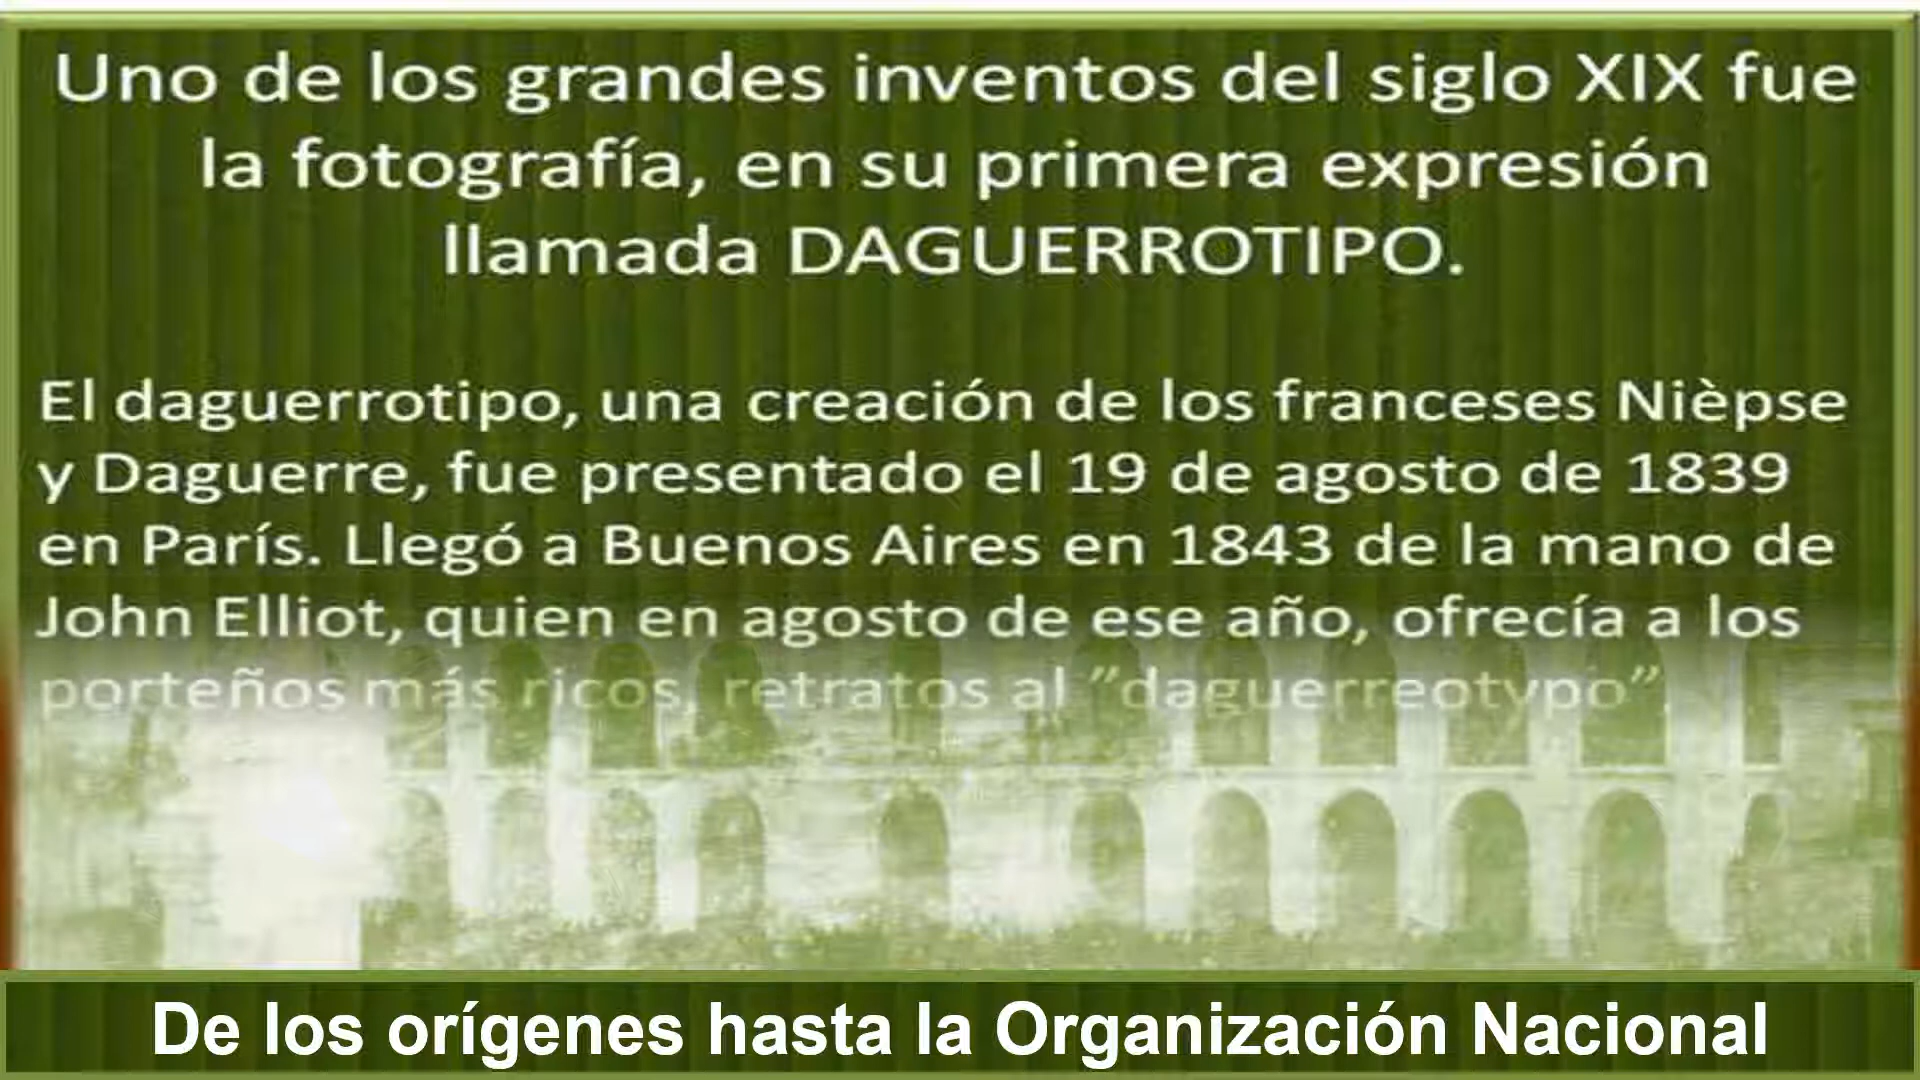 Uno de los grandes inventos del siglo XIX fue
la fotografía, en su primera expresión
llamada DAGUERROTIPO.
El daguerrotipo, una creación de los franceses Nièpse
y Daguerre, fue presentado el 19 de agosto de 1839
en París. Llegó a Buenos Aires en 1843 de la mano de
John Elliot, quien en agosto de ese año, ofrecía a los
porteños más ricos, retratos al "daguerreotypo".
De los orígenes hasta la Organización Nacional